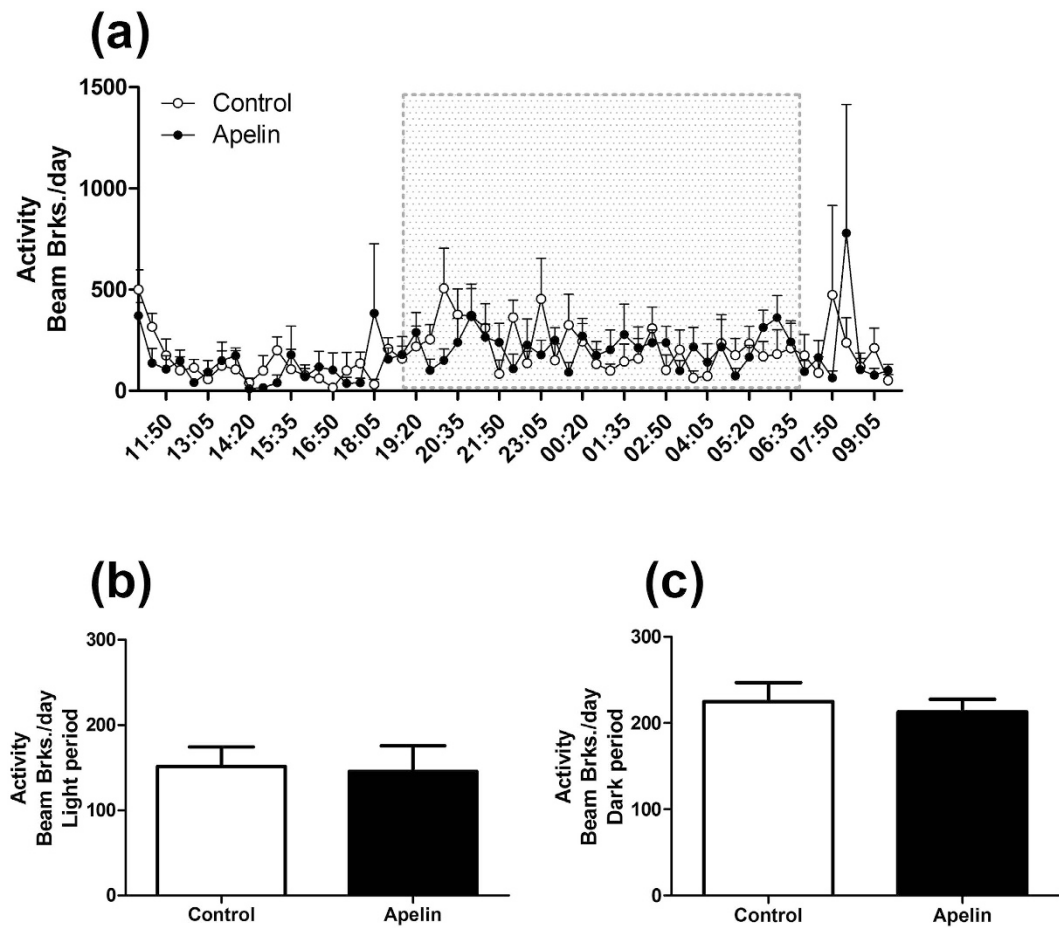 (a)
1500
1000
500
0
Activity
Beam Brks./day
Control
Apelin
11:50
13:05
14:20
15:35
16:50
18:05
19:20
20:35
21:50
23:05
00:20
01:35
02:50
04:05
05:20
06:35
07:50
09:05
(b)
300
200
100
0
Activity
Beam Brks./day
Light period
Control
Apelin
(c)
300
200
100
0
Activity
Beam Brks./day
Dark period
Control
Apelin